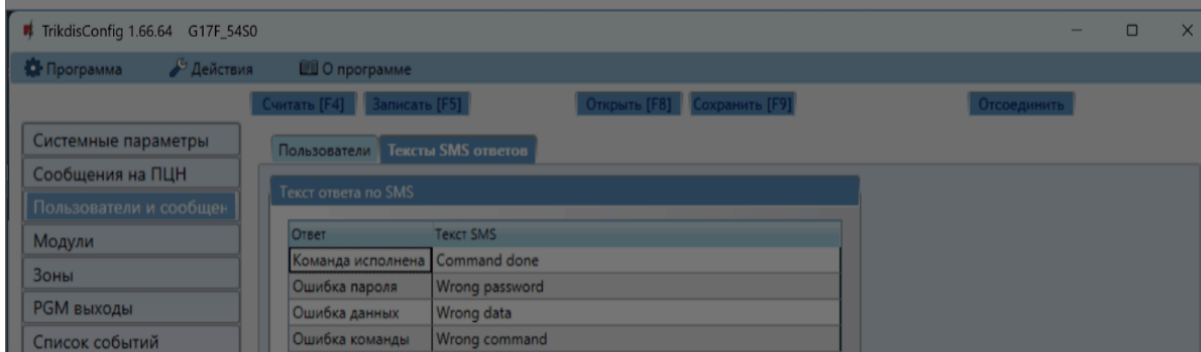 TrikdisConfig 1.66.64 G17F_54S0
Программа Действия О программе
Считать [F4] Записать [F5] Открыть [F8] Сохранить [F9] Отсоединить
Системные параметры
Сообщения на ПЦН
Пользователи и сообщен
Модули
Зоны
PGM выходы
Список событий
Пользователи Тексты SMS ответов
Текст ответа по SMS
Ответ Текст SMS
Команда исполнена Command done
Ошибка пароля Wrong password
Ошибка данных Wrong data
Ошибка команды Wrong command